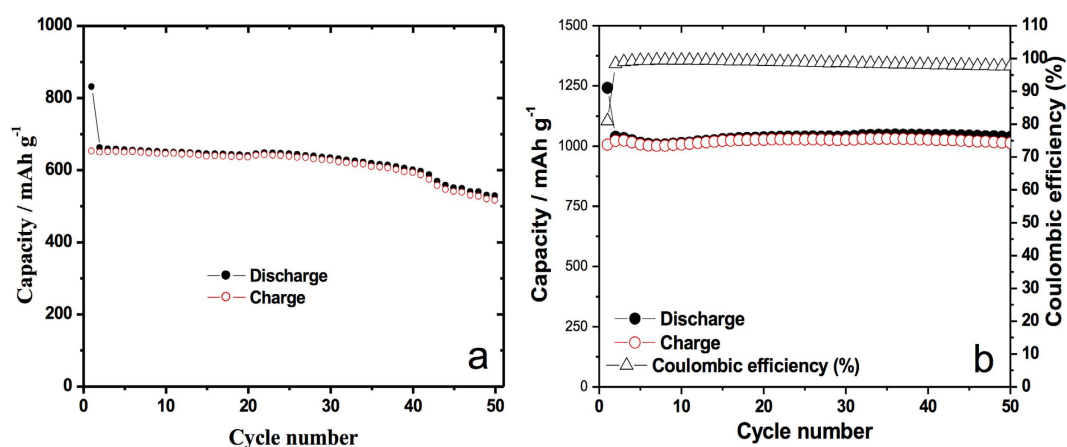 1000
800
600
400
200
0
Capacity / mAh g-1
0 10 20 30 40 50
Cycle number
Discharge
Charge
a
1500
1250
1000
750
500
250
0
Capacity / mAh g-1
0 10 20 30 40 50
Cycle number
110
100
90
80
70
60
50
40
30
20
10
0
Coulombic efficiency (%)
Discharge
Charge
Coulombic efficiency (%)
b